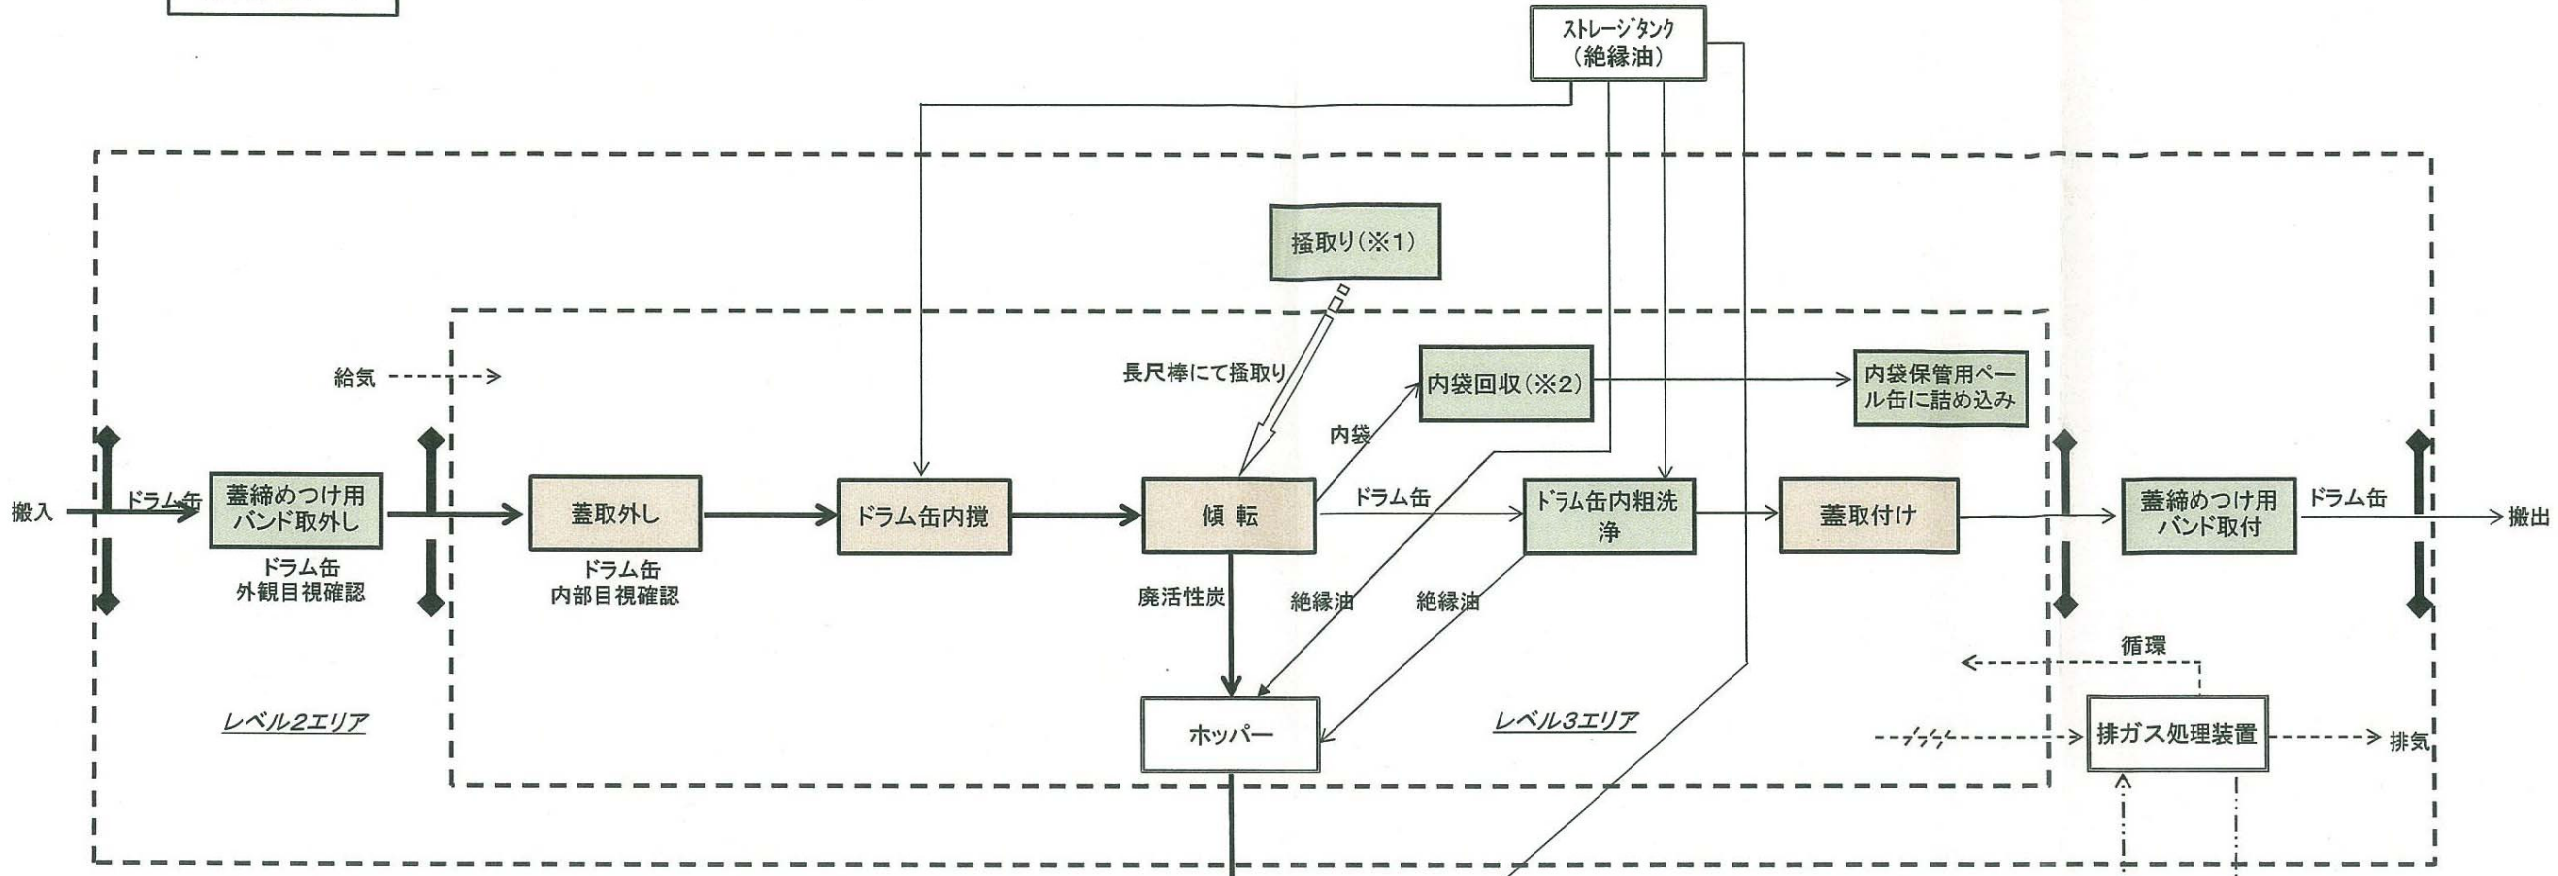 ストレージタンク
(絶縁油)
掻取り(※1)
給気
長尺棒にて掻取り
内袋回収(※2)
内袋保管用ペー
ル缶に詰め込み
内袋
搬入
ドラム缶
蓋締めつけ用
バンド取外し
ドラム缶
外観目視確認
蓋取外し
ドラム缶
内部目視確認
ドラム缶内撹
傾 転
ドラム缶
ドラム缶内粗洗
浄
蓋取付け
蓋締めつけ用
バンド取付
ドラム缶
搬出
廃活性炭
絶縁油
絶縁油
循環
レベル2エリア
ホッパー
レベル3エリア
排ガス処理装置
排気